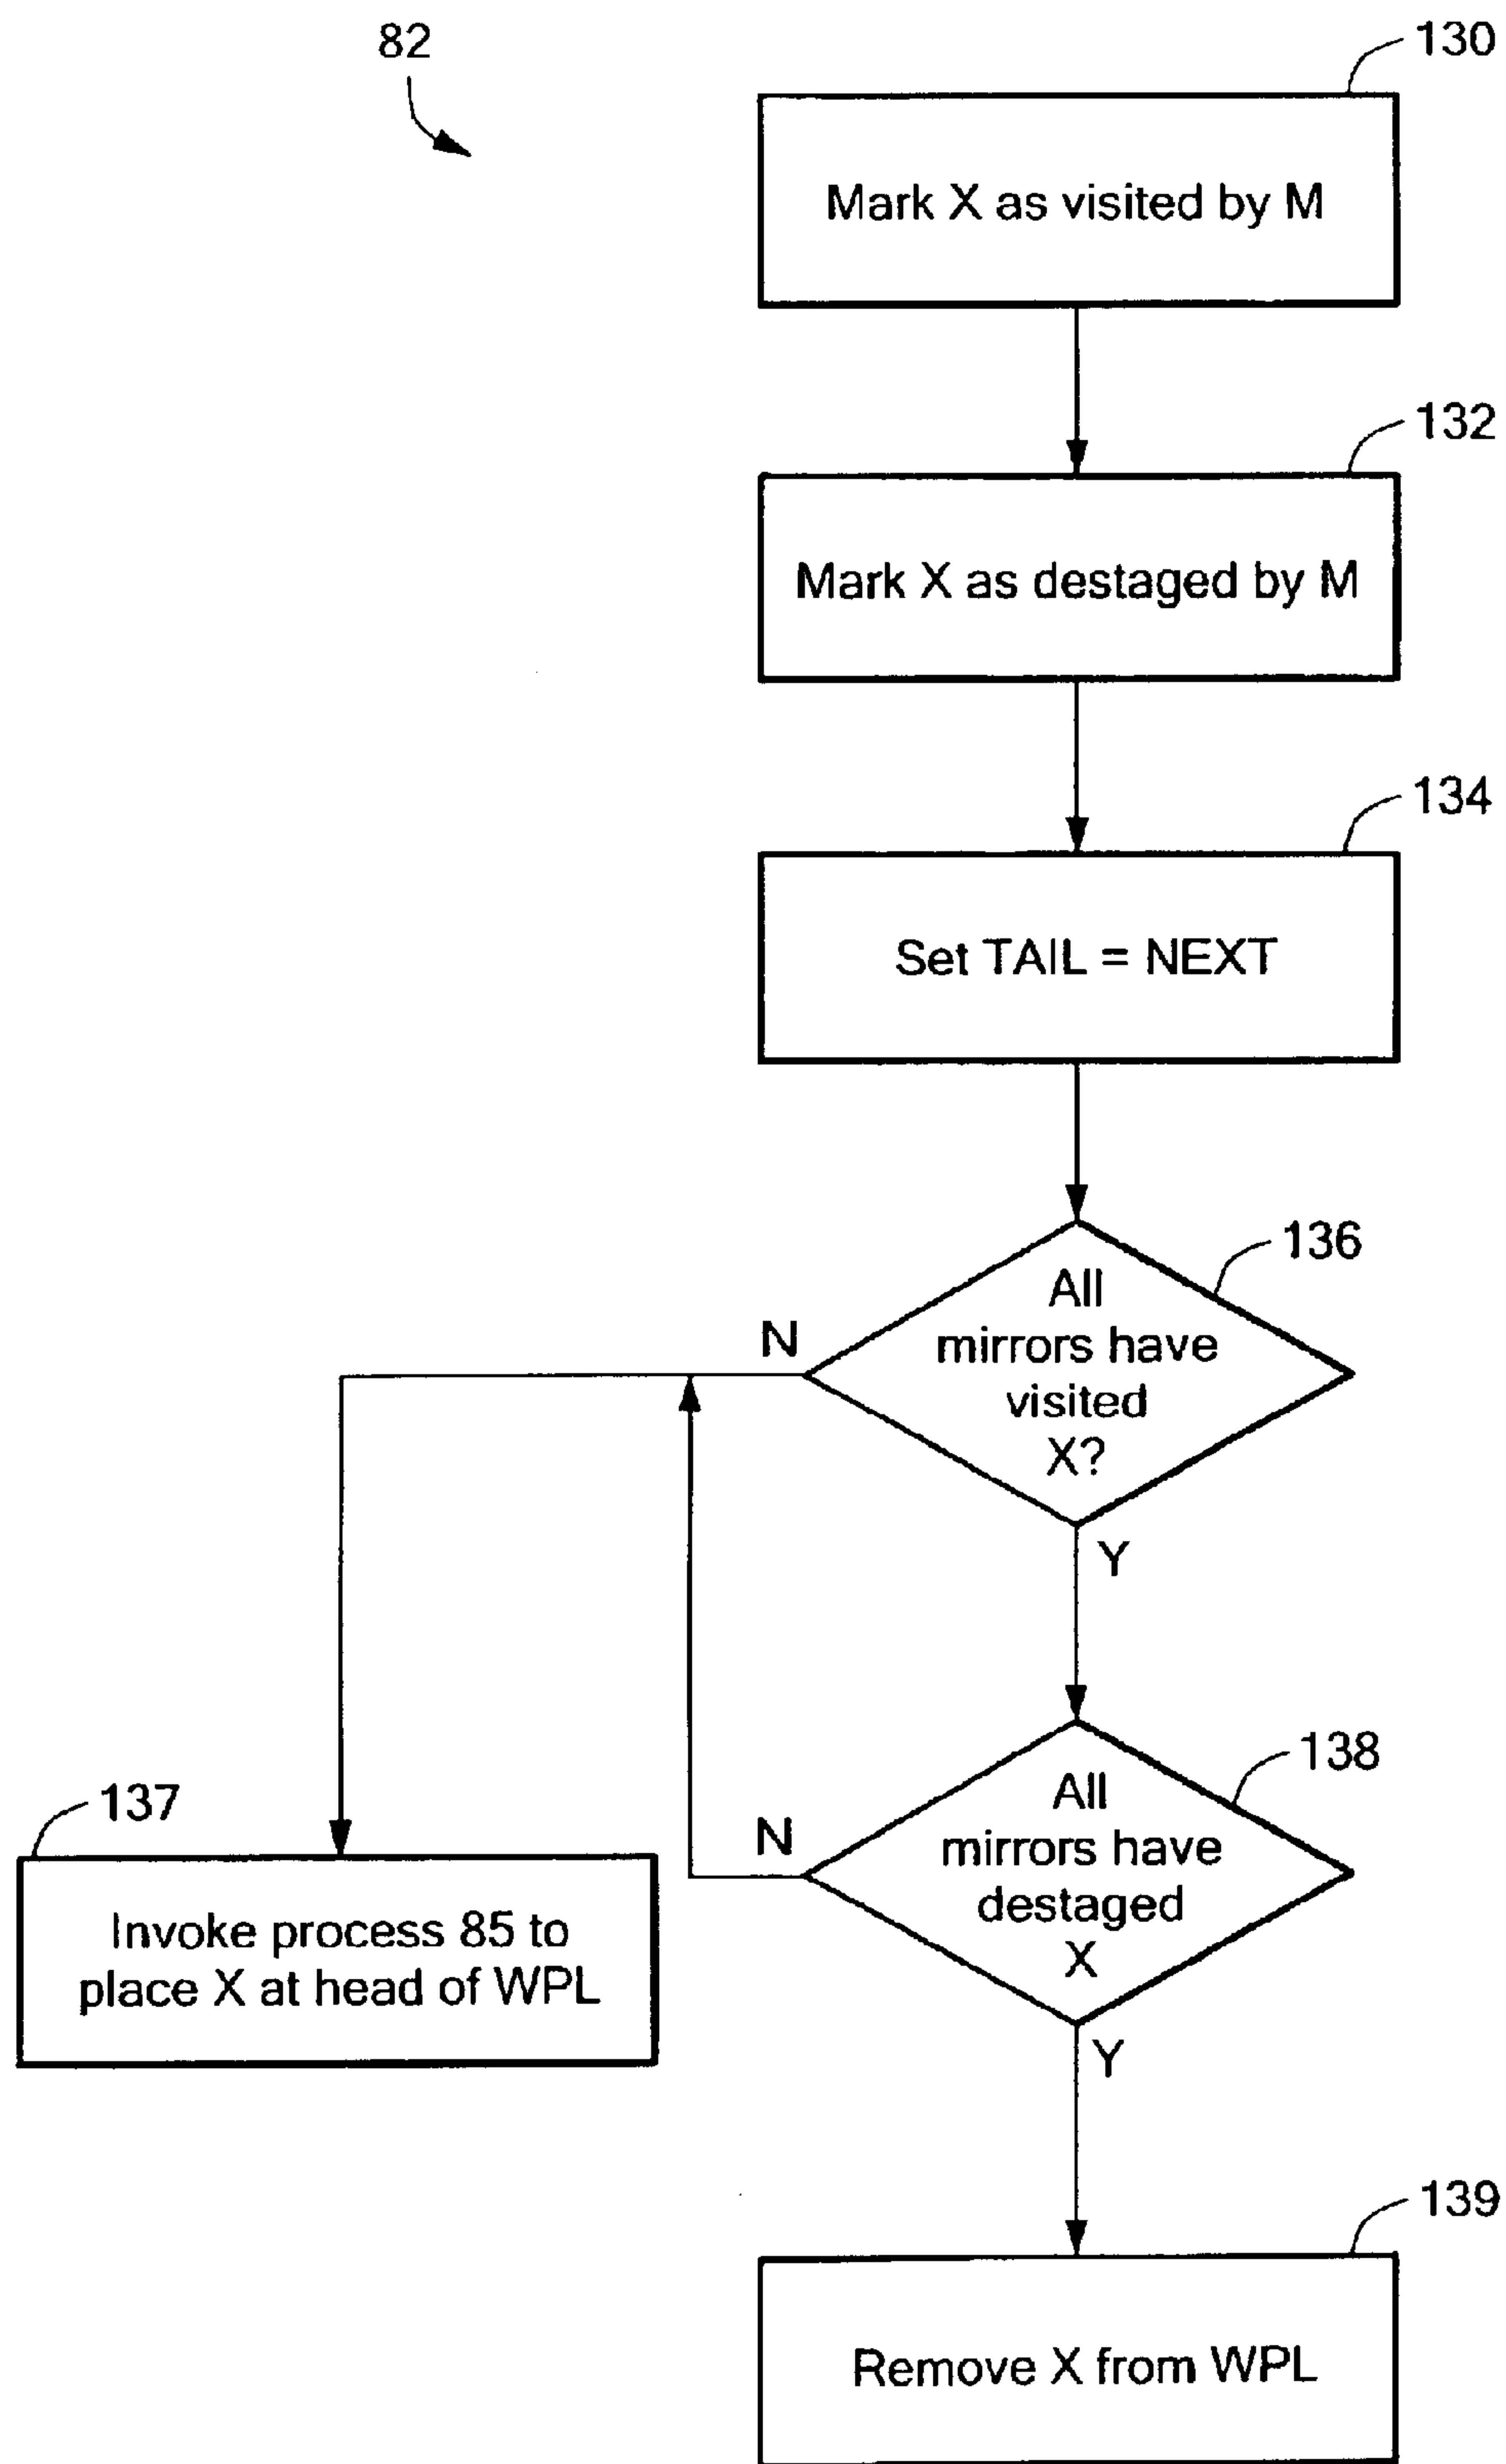 82
130
Mark X as visited by M
132
Mark X as destaged by M
134
Set TAIL = NEXT
136
All
mirrors have
visited
X?
N
Y
138
All
mirrors have
destaged
X
N
Y
137
Invoke process 85 to
place X at head of WPL
139
Remove X from WPL